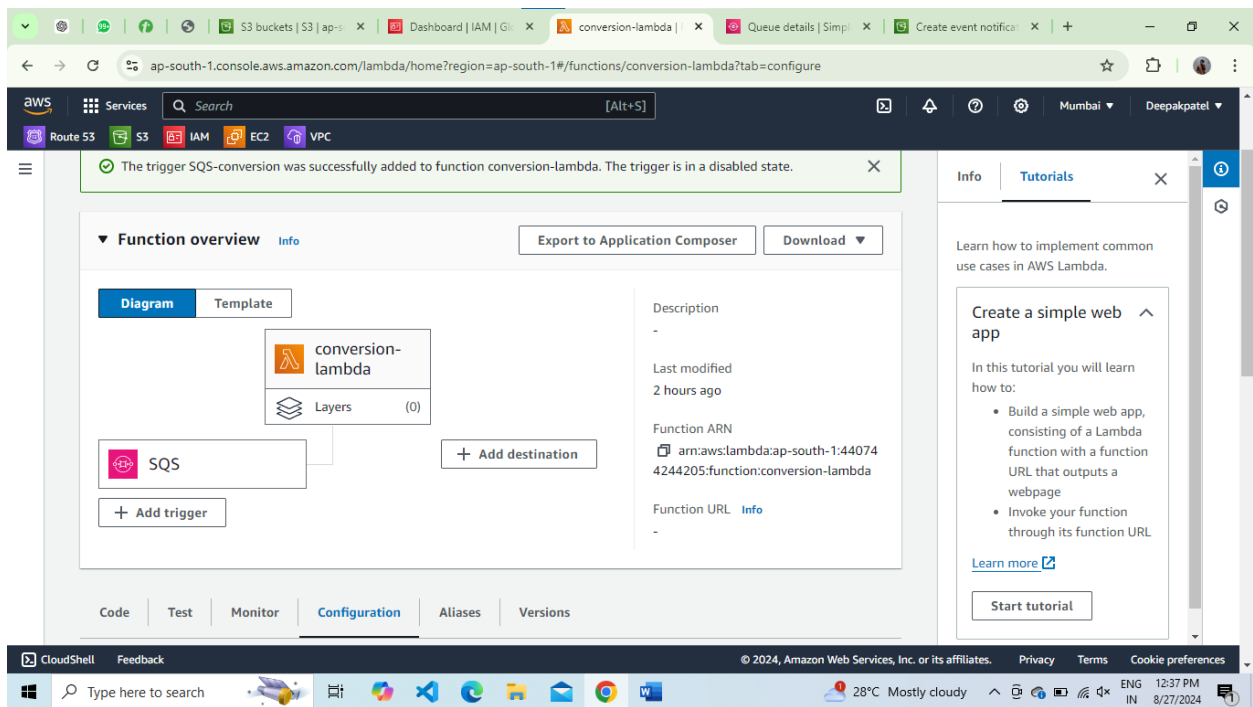 S3 buckets | S3 | ap-s
Dashboard | IAM | Gl
conversion-lambda |
Queue details | Simpl
Create event notificat
ap-south-1.console.aws.amazon.com/lambda/home?region=ap-south-1#/functions/conversion-lambda?tab=configure
aws
Services
Search
[Alt+S]
Mumbai
Deepakpatel
Route 53
S3
IAM
EC2
VPC
The trigger SQS-conversion was successfully added to function conversion-lambda. The trigger is in a disabled state.
Function overview Info
Export to Application Composer
Download
Diagram
Template
conversion-
lambda
Layers (0)
SQS
+ Add destination
+ Add trigger
Description
-
Last modified
2 hours ago
Function ARN
arn:aws:lambda:ap-south-1:44074
4244205:function:conversion-lambda
Function URL Info
-
Code
Test
Monitor
Configuration
Aliases
Versions
Info
Tutorials
Learn how to implement common
use cases in AWS Lambda.
Create a simple web
app
In this tutorial you will learn
how to:
• Build a simple web app,
consisting of a Lambda
function with a function
URL that outputs a
webpage
• Invoke your function
through its function URL
Learn more
Start tutorial
CloudShell
Feedback
© 2024, Amazon Web Services, Inc. or its affiliates.
Privacy
Terms
Cookie preferences
Type here to search
28°C Mostly cloudy
ENG
IN
12:37 PM
8/27/2024